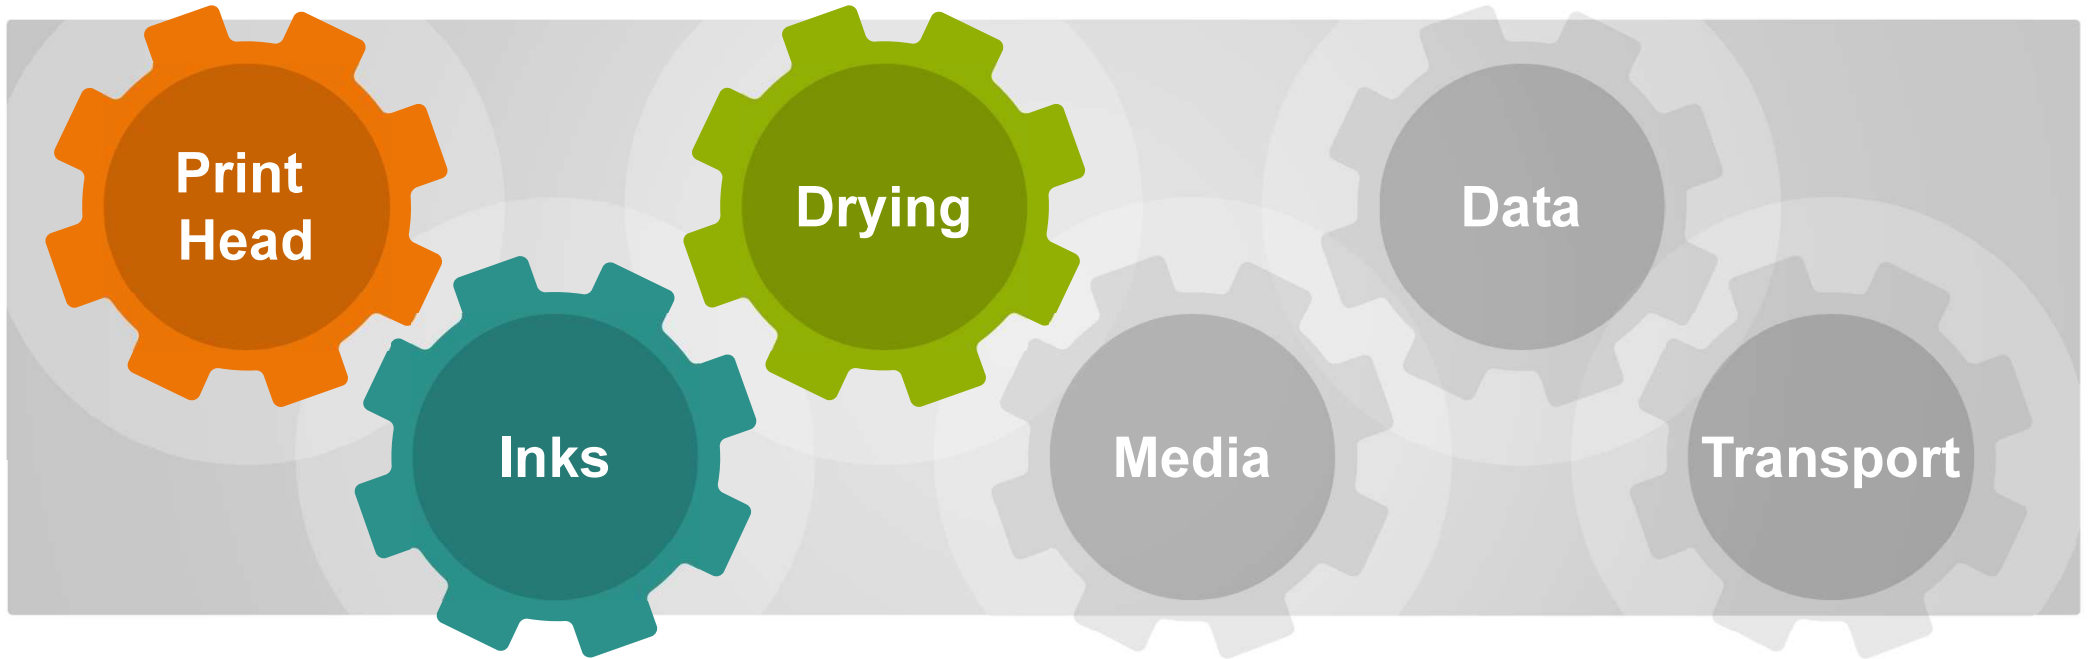 Print
Head
Inks
Drying
Media
Data
Transport